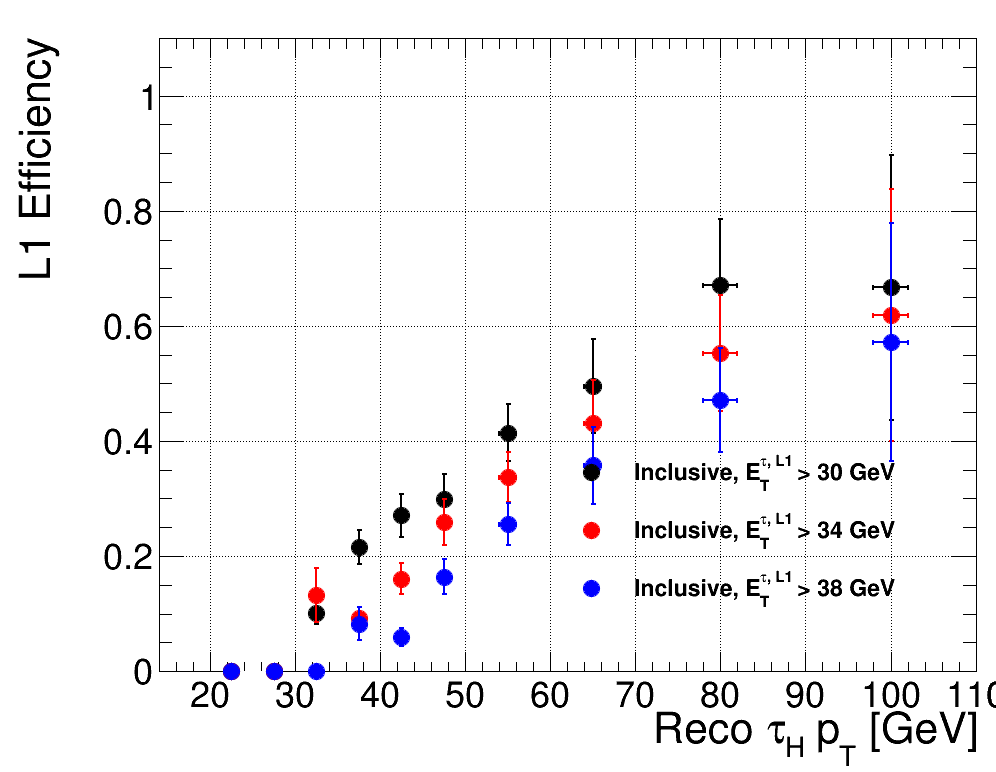 L1 Efficiency
1
0.8
0.6
0.4
0.2
0
Inclusive, E_T^{τ, L1} > 30 GeV
Inclusive, E_T^{τ, L1} > 34 GeV
Inclusive, E_T^{τ, L1} > 38 GeV
20 30 40 50 60 70 80 90 100 110
Reco τ_H p_T [GeV]